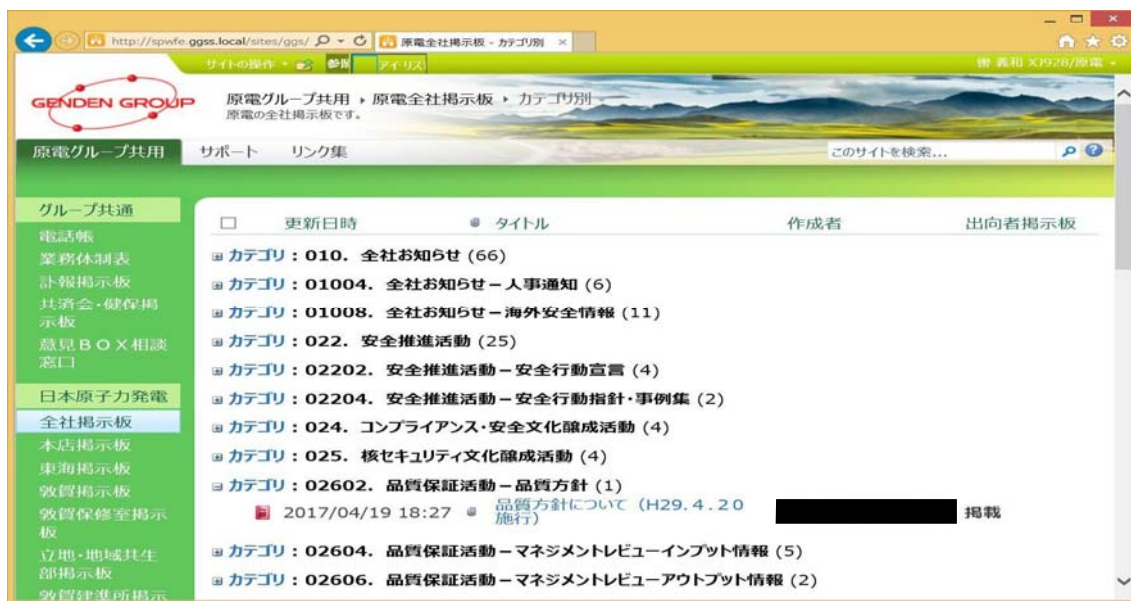 http://spwfe.ggss.local/sites/ggs/
原電全社掲示板 - カテゴリ別
サイトの操作
参照
アイリス
XJ928/原電
GENDEN GROUP
原電グループ共用 ▸ 原電全社掲示板 ▸ カテゴリ別
原電の全社掲示板です。
原電グループ共用 サポート リンク集
このサイトを検索...
グループ共通
電話帳
業務体制表
訃報掲示板
共済会・健保掲
示板
意見BOX相談
窓口
日本原子力発電
全社掲示板
本店掲示板
東海掲示板
敦賀掲示板
敦賀保修室掲示
板
立地・地域共生
部掲示板
敦賀建準所掲示
更新日時 タイトル 作成者 出向者掲示板
カテゴリ : 010. 全社お知らせ (66)
カテゴリ : 01004. 全社お知らせ－人事通知 (6)
カテゴリ : 01008. 全社お知らせ－海外安全情報 (11)
カテゴリ : 022. 安全推進活動 (25)
カテゴリ : 02202. 安全推進活動－安全行動宣言 (4)
カテゴリ : 02204. 安全推進活動－安全行動指針・事例集 (2)
カテゴリ : 024. コンプライアンス・安全文化醸成活動 (4)
カテゴリ : 025. 核セキュリティ文化醸成活動 (4)
カテゴリ : 02602. 品質保証活動－品質方針 (1)
2017/04/19 18:27 品質方針について（H29.4.20
施行） 掲載
カテゴリ : 02604. 品質保証活動－マネジメントレビューインプット情報 (5)
カテゴリ : 02606. 品質保証活動－マネジメントレビューアウトプット情報 (2)